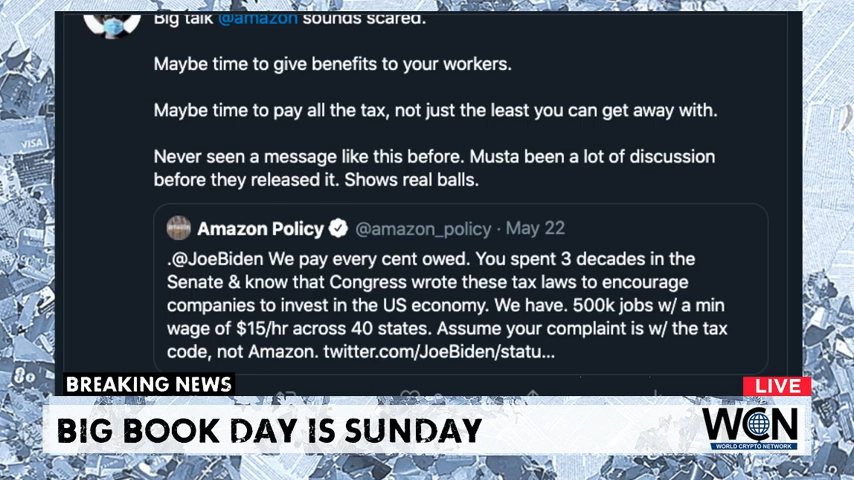 Big talk @amazon sounds scared.
Maybe time to give benefits to your workers.
Maybe time to pay all the tax, not just the least you can get away with.
Never seen a message like this before. Musta been a lot of discussion
before they released it. Shows real balls.
Amazon Policy @amazon_policy · May 22
.@JoeBiden We pay every cent owed. You spent 3 decades in the
Senate & know that Congress wrote these tax laws to encourage
companies to invest in the US economy. We have. 500k jobs w/ a min
wage of $15/hr across 40 states. Assume your complaint is w/ the tax
code, not Amazon. twitter.com/JoeBiden/statu...
VISA
BREAKING NEWS
LIVE
BIG BOOK DAY IS SUNDAY
WCN
WORLD CRYPTO NETWORK